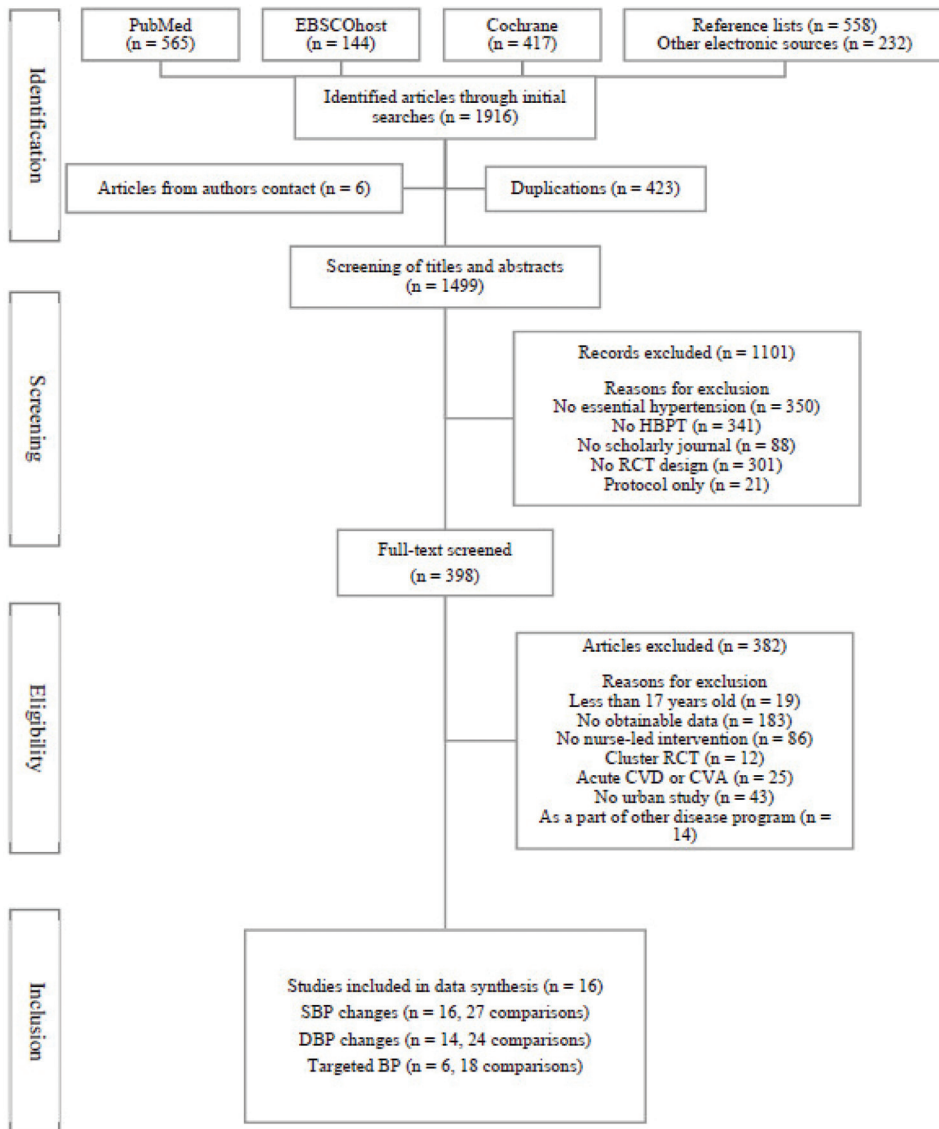 PubMed
(n = 565)
EBSCOhost
(n = 144)
Cochrane
(n = 417)
Reference lists (n = 558)
Other electronic sources (n = 232)
Identification
Identified articles through initial
searches (n = 1916)
Articles from authors contact (n = 6)
Duplications (n = 423)
Screening of titles and abstracts
(n = 1499)
Screening
Records excluded (n = 1101)
Reasons for exclusion
No essential hypertension (n = 350)
No HBPT (n = 341)
No scholarly journal (n = 88)
No RCT design (n = 301)
Protocol only (n = 21)
Full-text screened
(n = 398)
Eligibility
Articles excluded (n = 382)
Reasons for exclusion
Less than 17 years old (n = 19)
No obtainable data (n = 183)
No nurse-led intervention (n = 86)
Cluster RCT (n = 12)
Acute CVD or CVA (n = 25)
No urban study (n = 43)
As a part of other disease program (n =
14)
Inclusion
Studies included in data synthesis (n = 16)
SBP changes (n = 16, 27 comparisons)
DBP changes (n = 14, 24 comparisons)
Targeted BP (n = 6, 18 comparisons)